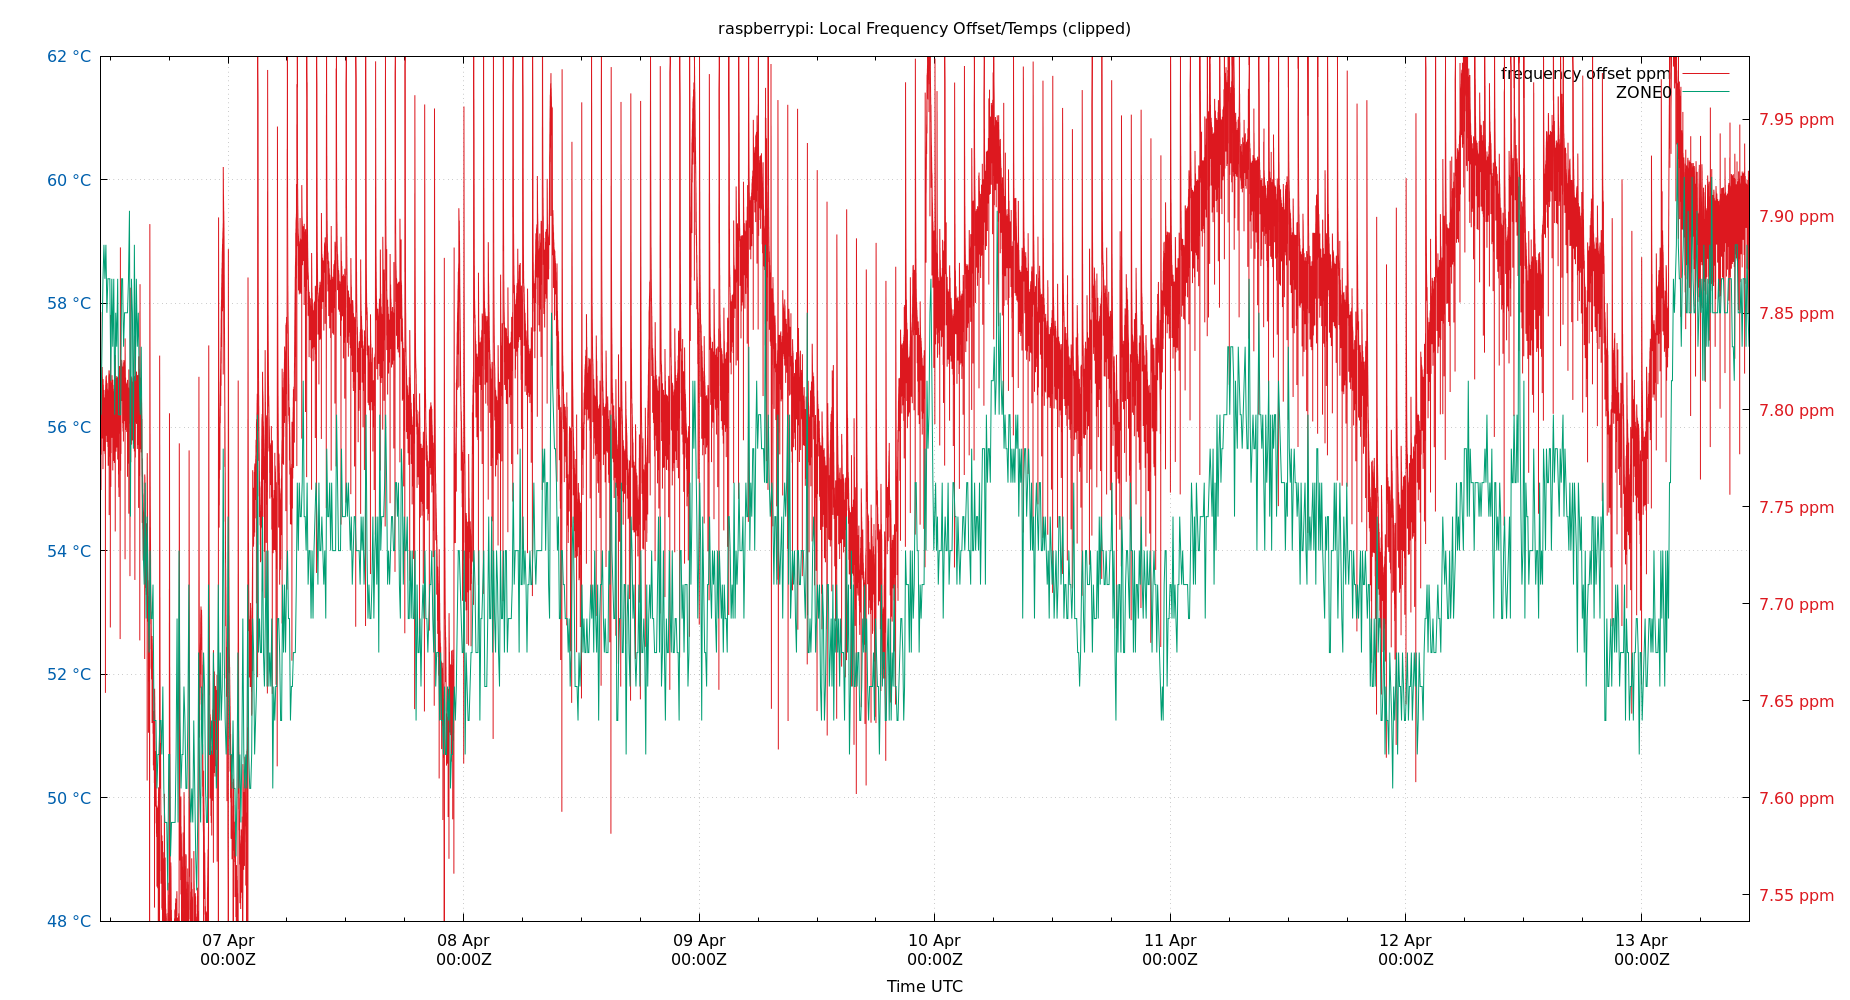 raspberrypi: Local Frequency Offset/Temps (clipped)
frequency offset ppm
ZONE0
62 °C
60 °C
58 °C
56 °C
54 °C
52 °C
50 °C
48 °C
7.95 ppm
7.90 ppm
7.85 ppm
7.80 ppm
7.75 ppm
7.70 ppm
7.65 ppm
7.60 ppm
7.55 ppm
07 Apr
00:00Z
08 Apr
00:00Z
09 Apr
00:00Z
10 Apr
00:00Z
11 Apr
00:00Z
12 Apr
00:00Z
13 Apr
00:00Z
Time UTC